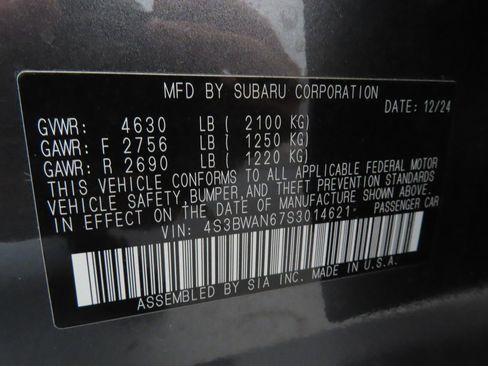 MFD BY SUBARU CORPORATION
DATE: 12/24
GVWR: 4630 LB ( 2100 KG)
GAWR: F 2756 LB ( 1250 KG)
GAWR: R 2690 LB ( 1220 KG)
THIS VEHICLE CONFORMS TO ALL APPLICABLE FEDERAL MOTOR
VEHICLE SAFETY, BUMPER, AND THEFT PREVENTION STANDARDS
IN EFFECT ON THE DATE OF MANUFACTURE SHOWN ABOVE.
VIN: 4S3BWAN67S3014621 PASSENGER CAR
ASSEMBLED BY SIA INC. MADE IN U.S.A.